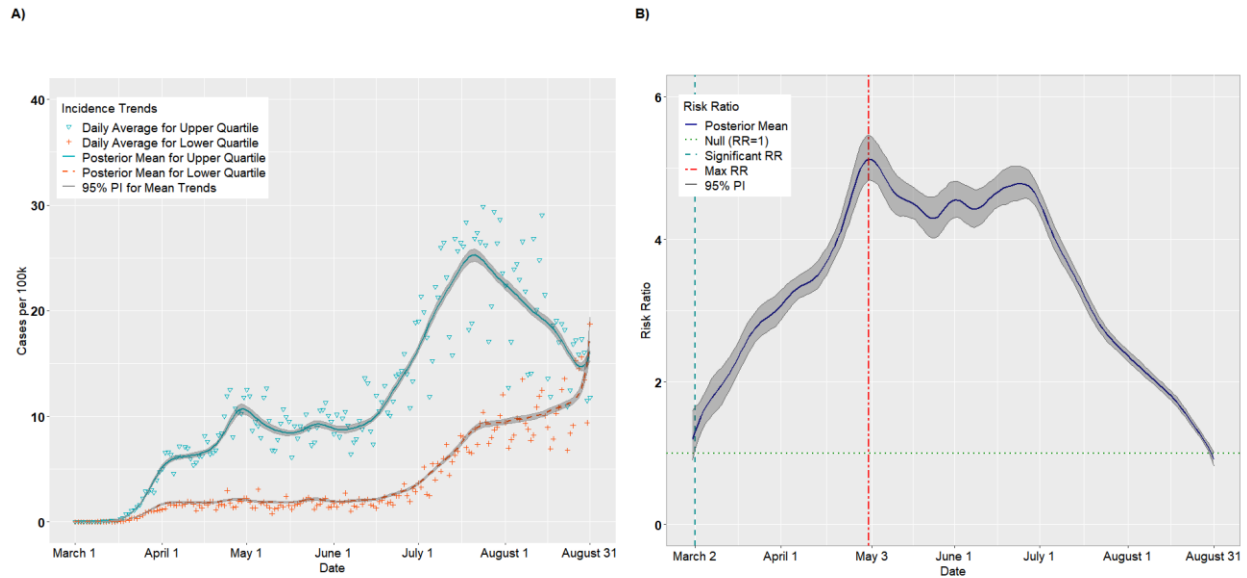 A)
Cases per 100k
40
30
20
10
0
Incidence Trends
Daily Average for Upper Quartile
Daily Average for Lower Quartile
Posterior Mean for Upper Quartile
Posterior Mean for Lower Quartile
95% PI for Mean Trends
March 1 April 1 May 1 June 1 July 1 August 1 August 31
Date
B)
Risk Ratio
6
4
2
0
Risk Ratio
Posterior Mean
Null (RR=1)
Significant RR
Max RR
95% PI
March 2 April 1 May 3 June 1 July 1 August 1 August 31
Date